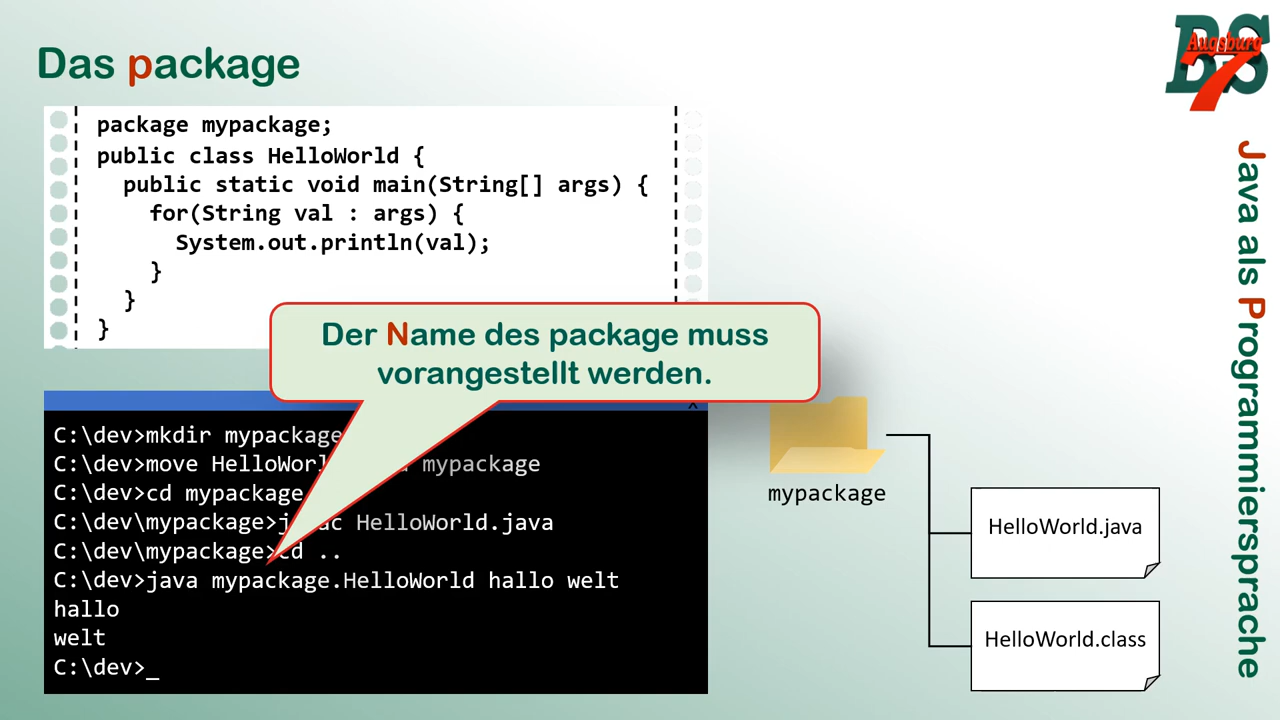 Das package
BS
Augsburg
7
Java als Programmiersprache
package mypackage;
public class HelloWorld {
public static void main(String[] args) {
for(String val : args) {
System.out.println(val);
}
}
}
Der Name des package muss
vorangestellt werden.
C:\dev>mkdir mypackage
C:\dev>move mypackage
C:\dev>cd mypackage
C:\dev\mypackage> HelloWorld.java
C:\dev\mypackage>cd ..
C:\dev>java mypackage.HelloWorld hallo welt
hallo
welt
C:\dev>_
mypackage
HelloWorld.java
HelloWorld.class